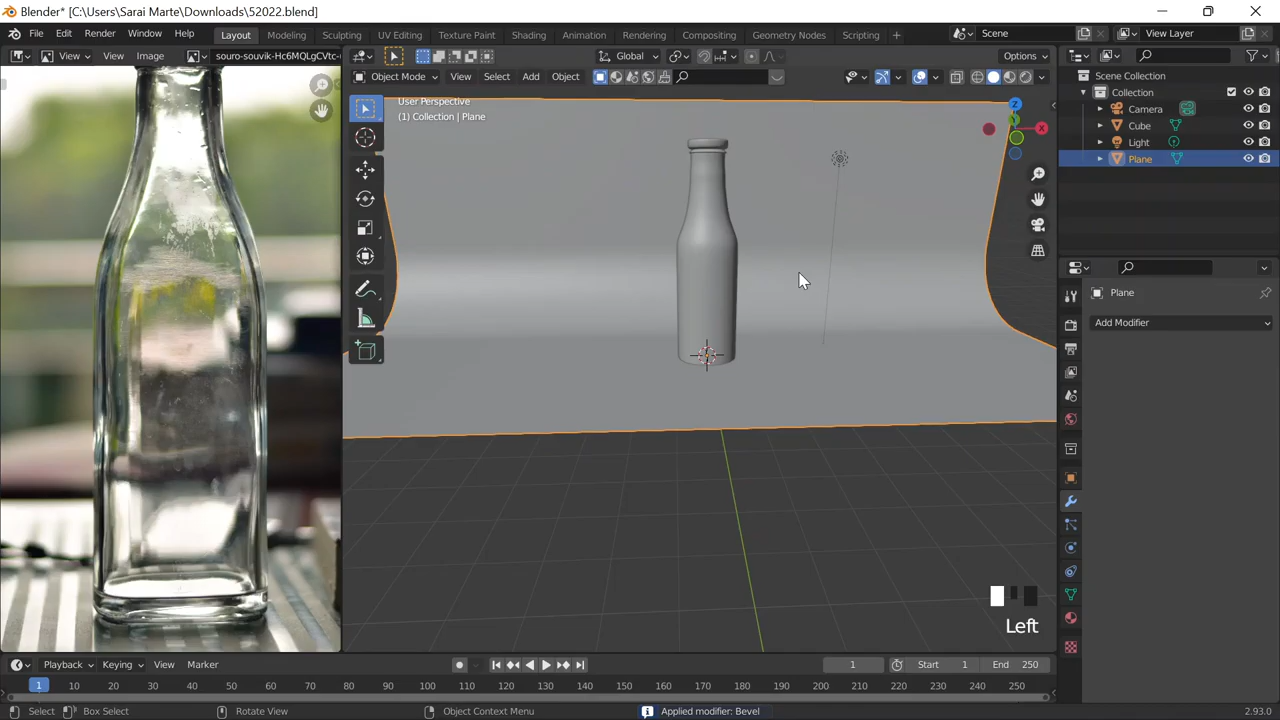 Blender* [C:\Users\Sarai Marte\Downloads\52022.blend]
File Edit Render Window Help Layout Modeling Sculpting UV Editing Texture Paint Shading Animation Rendering Compositing Geometry Nodes Scripting + Scene View Layer
View View Image souro-souvik-Hc6MQLgCVtc- Global Options
Object Mode View Select Add Object
User Perspective
(1) Collection | Plane
Z
X
Scene Collection
Collection
Camera
Cube
Light
Plane
Plane
Add Modifier
Left
Playback Keying View Marker 1 Start 1 End 250
1 10 20 30 40 50 60 70 80 90 100 110 120 130 140 150 160 170 180 190 200 210 220 230 240 250
Select Box Select Rotate View Object Context Menu Applied modifier: Bevel 2.93.0